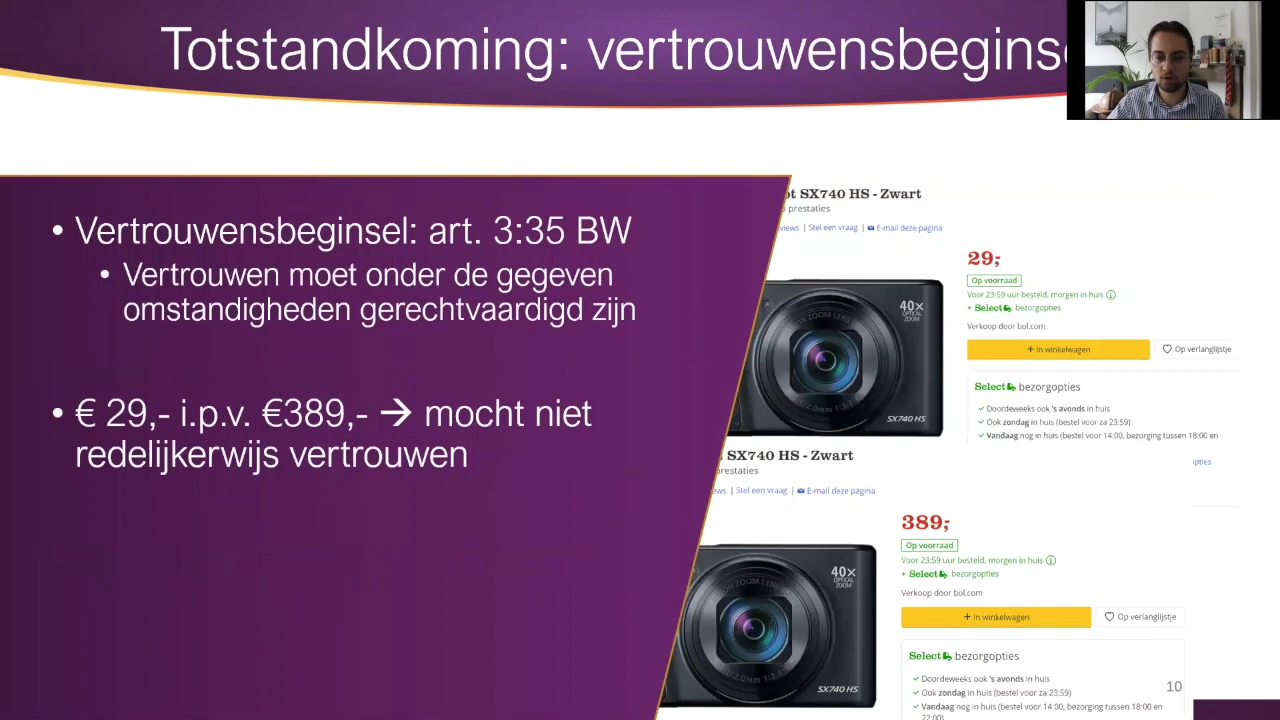 Totstandkoming: vertrouwensbeginse
• Vertrouwensbeginsel: art. 3:35 BW
• Vertrouwen moet onder de gegeven
omstandigheden gerechtvaardigd zijn
• € 29,- i.p.v. €389,- → mocht niet
redelijkerwijs vertrouwen
SX740 HS - Zwart
prestaties
| Stel een vraag | E-mail deze pagina
40×
OPTICAL
ZOOM
ZOOM LENS
SX740 HS
29;
Op voorraad
Voor 23:59 uur besteld, morgen in huis
+ Select bezorgopties
Verkoop door bol.com
+ In winkelwagen
Op verlanglijstje
Select bezorgopties
✓ Doordeweeks ook 's avonds in huis
✓ Ook zondag in huis (bestel voor za 23:59)
✓ Vandaag nog in huis (bestel voor 14:00, bezorging tussen 18:00 en
SX740 HS - Zwart
prestaties
| Stel een vraag | E-mail deze pagina
40×
OPTICAL
ZOOM
ZOOM LENS
SX740 HS
389;
Op voorraad
Voor 23:59 uur besteld, morgen in huis
+ Select bezorgopties
Verkoop door bol.com
+ In winkelwagen
Op verlanglijstje
Select bezorgopties
✓ Doordeweeks ook 's avonds in huis
✓ Ook zondag in huis (bestel voor za 23:59)
✓ Vandaag nog in huis (bestel voor 14:00, bezorging tussen 18:00 en
22:00)
10